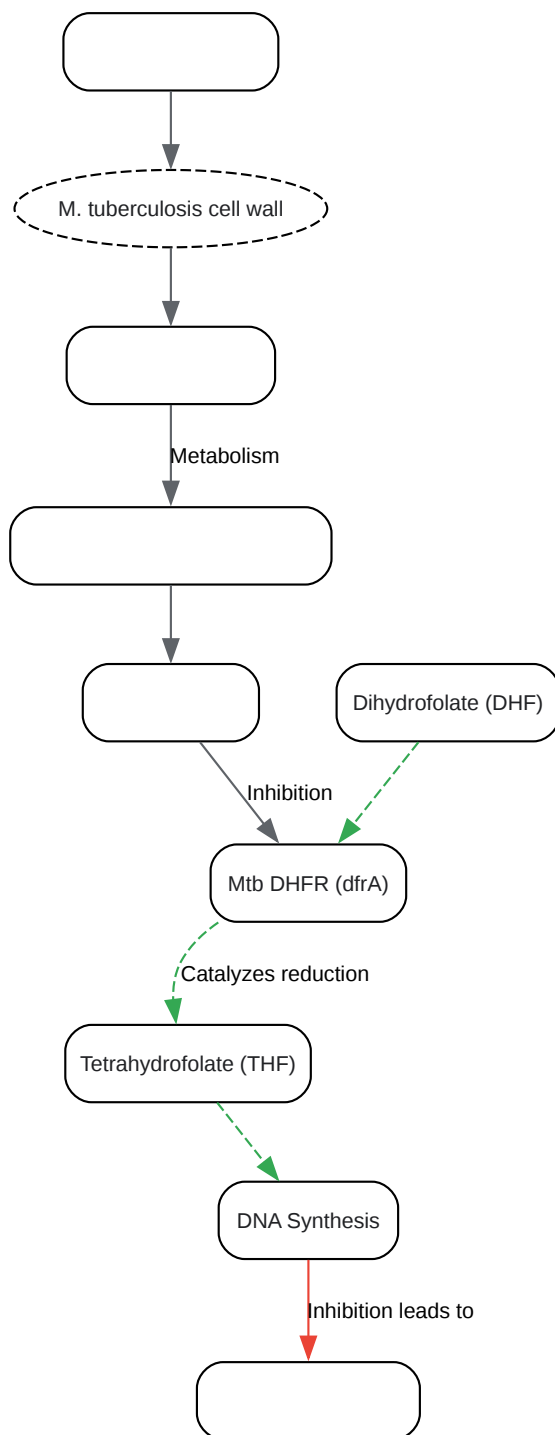 M. tuberculosis cell wall
Metabolism
Dihydrofolate (DHF)
Inhibition
Mtb DHFR (dfrA)
Catalyzes reduction
Tetrahydrofolate (THF)
DNA Synthesis
Inhibition leads to